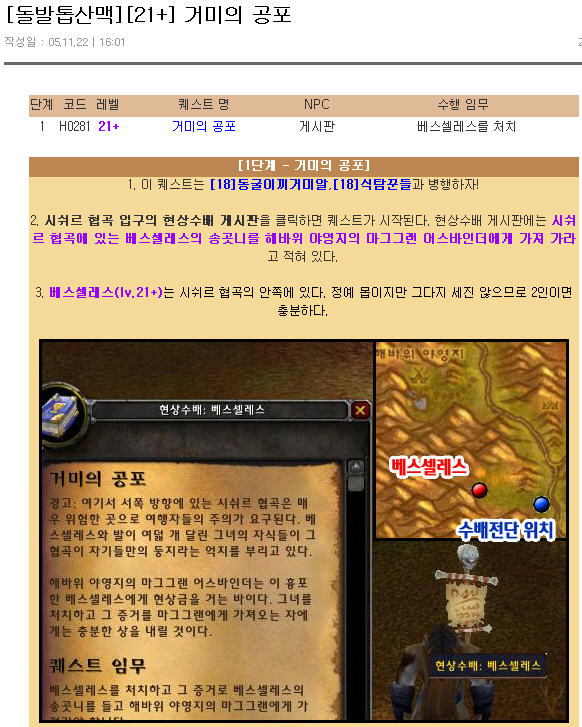 [돌발톱산맥][21+] 거미의 공포
작성일 : 05.11.22 | 16:01
단계 코드 레벨 퀘스트 명 NPC 수행 임무
1 H0281 21+ 거미의 공포 게시판 베스셀레스를 처치
[1단계 - 거미의 공포]
1. 이 퀘스트는 [18]동굴이끼거미알,[18]식탐꾼들과 병행하자!
2. 시쉬르 협곡 입구의 현상수배 게시판을 클릭하면 퀘스트가 시작된다. 현상수배 게시판에는 시쉬
르 협곡에 있는 베스셀레스의 송곳니를 해바위 야영지의 마그그랜 어스바인더에게 가져 가라
고 적혀 있다.
3. 베스셀레스(lv.21+)는 시쉬르 협곡의 안쪽에 있다. 정예 몹이지만 그다지 세진 않으므로 2인이면
충분하다.
현상수배: 베스셀레스
거미의 공포
경고: 여기서 서쪽 방향에 있는 시쉬르 협곡은 매
우 위험한 곳으로 여행자들의 주의가 요구된다. 베
스셀레스와 발이 여덟 개 달린 그녀의 자식들이 그
협곡이 자기들만의 둥지라는 억지를 부리고 있다.
해바위 야영지의 마그그랜 어스바인더는 이 흉포
한 베스셀레스에게 현상금을 거는 바이다. 그녀를
처치하고 그 증거를 마그그랜에게 가져오는 자에
게는 충분한 상을 내릴 것이다.
퀘스트 임무
베스셀레스를 처치하고 그 증거로 베스셀레스의
송곳니를 들고 해바위 야영지의 마그그랜에게 가
해바위 야영지
베스셀레스
수배전단 위치
현상수배: 베스셀레스